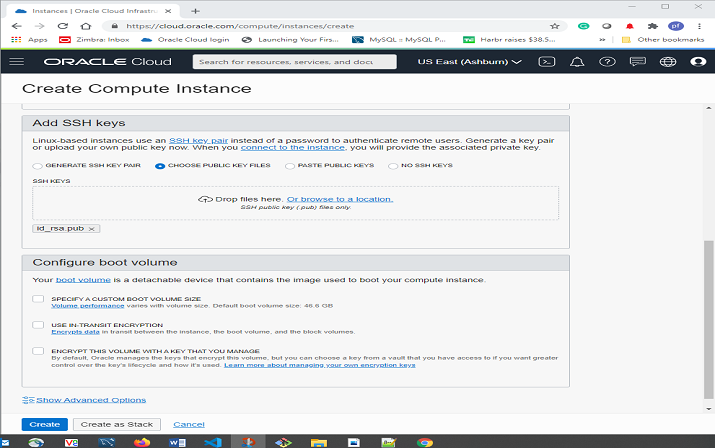 Instances | Oracle Cloud Infrastr
https://cloud.oracle.com/compute/instances/create
pf
Apps
Zimbra: Inbox
Oracle Cloud login
Launching Your Firs...
MySQL :: MySQL P...
Harbr raises $38.5...
»
Other bookmarks
ORACLE Cloud
Search for resources, services, and docu
US East (Ashburn)
Create Compute Instance
Add SSH keys
Linux-based instances use an SSH key pair instead of a password to authenticate remote users. Generate a key pair
or upload your own public key now. When you connect to the instance, you will provide the associated private key.
GENERATE SSH KEY PAIR
CHOOSE PUBLIC KEY FILES
PASTE PUBLIC KEYS
NO SSH KEYS
SSH KEYS
Drop files here. Or browse to a location.
SSH public key (.pub) files only.
id_rsa.pub ×
Configure boot volume
Your boot volume is a detachable device that contains the image used to boot your compute instance.
SPECIFY A CUSTOM BOOT VOLUME SIZE
Volume performance varies with volume size. Default boot volume size: 46.6 GB
USE IN-TRANSIT ENCRYPTION
Encrypts data in transit between the instance, the boot volume, and the block volumes.
ENCRYPT THIS VOLUME WITH A KEY THAT YOU MANAGE
By default, Oracle manages the keys that encrypt this volume, but you can choose a key from a vault that you have access to if you want greater
control over the key's lifecycle and how it's used. Learn more about managing your own encryption keys
Show Advanced Options
Create
Create as Stack
Cancel